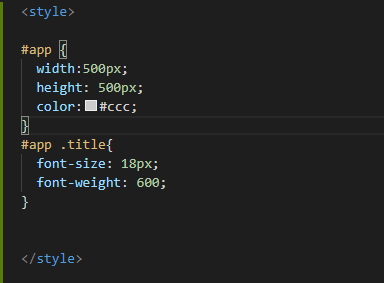 <style>
#app {
width:500px;
height: 500px;
color:#ccc;
}
#app .title{
font-size: 18px;
font-weight: 600;
}
</style>